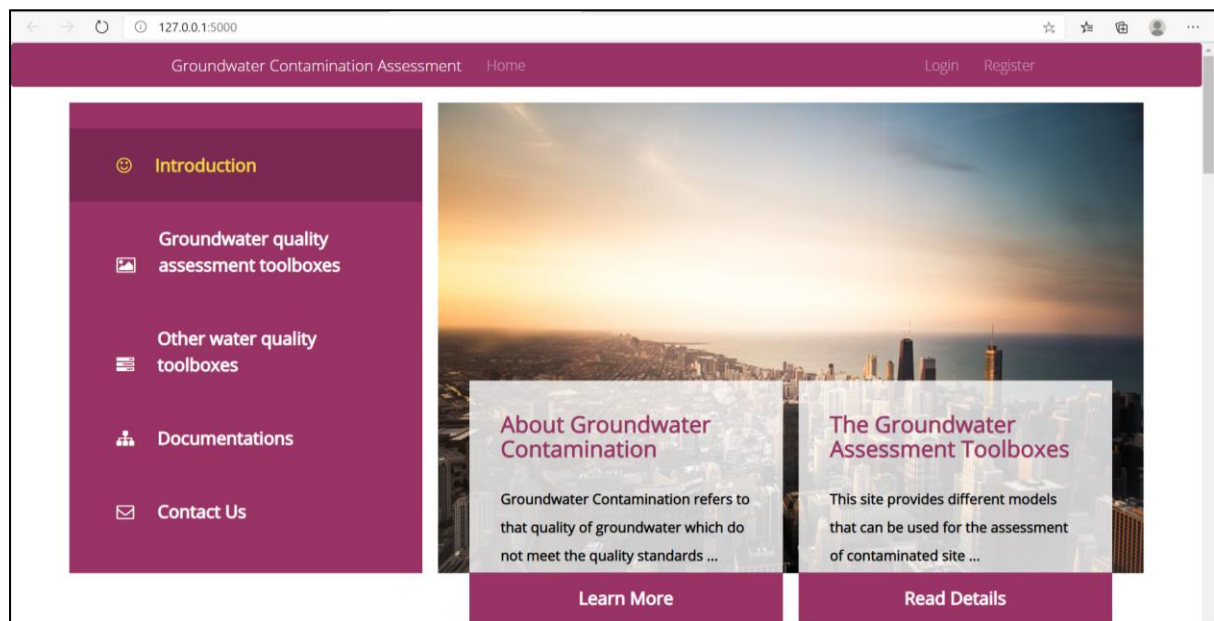 127.0.0.1:5000
Groundwater Contamination Assessment Home Login Register
Introduction
Groundwater quality
assessment toolboxes
Other water quality
toolboxes
Documentations
Contact Us
About Groundwater
Contamination
Groundwater Contamination refers to
that quality of groundwater which do
not meet the quality standards ...
Learn More
The Groundwater
Assessment Toolboxes
This site provides different models
that can be used for the assessment
of contaminated site ...
Read Details